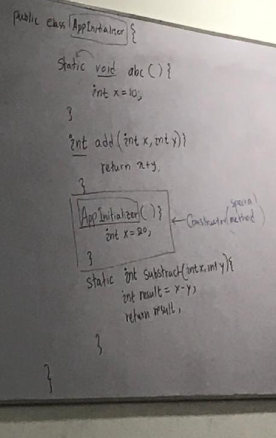 public class AppInitializer {
static void abc() {
int x=10;
}
int add(int x, int y){
return x+y;
}
AppInitializer() {
int x=20;
}
← Constructor
special method
static int substract(int x, int y){
int result = x-y;
return result;
}
}